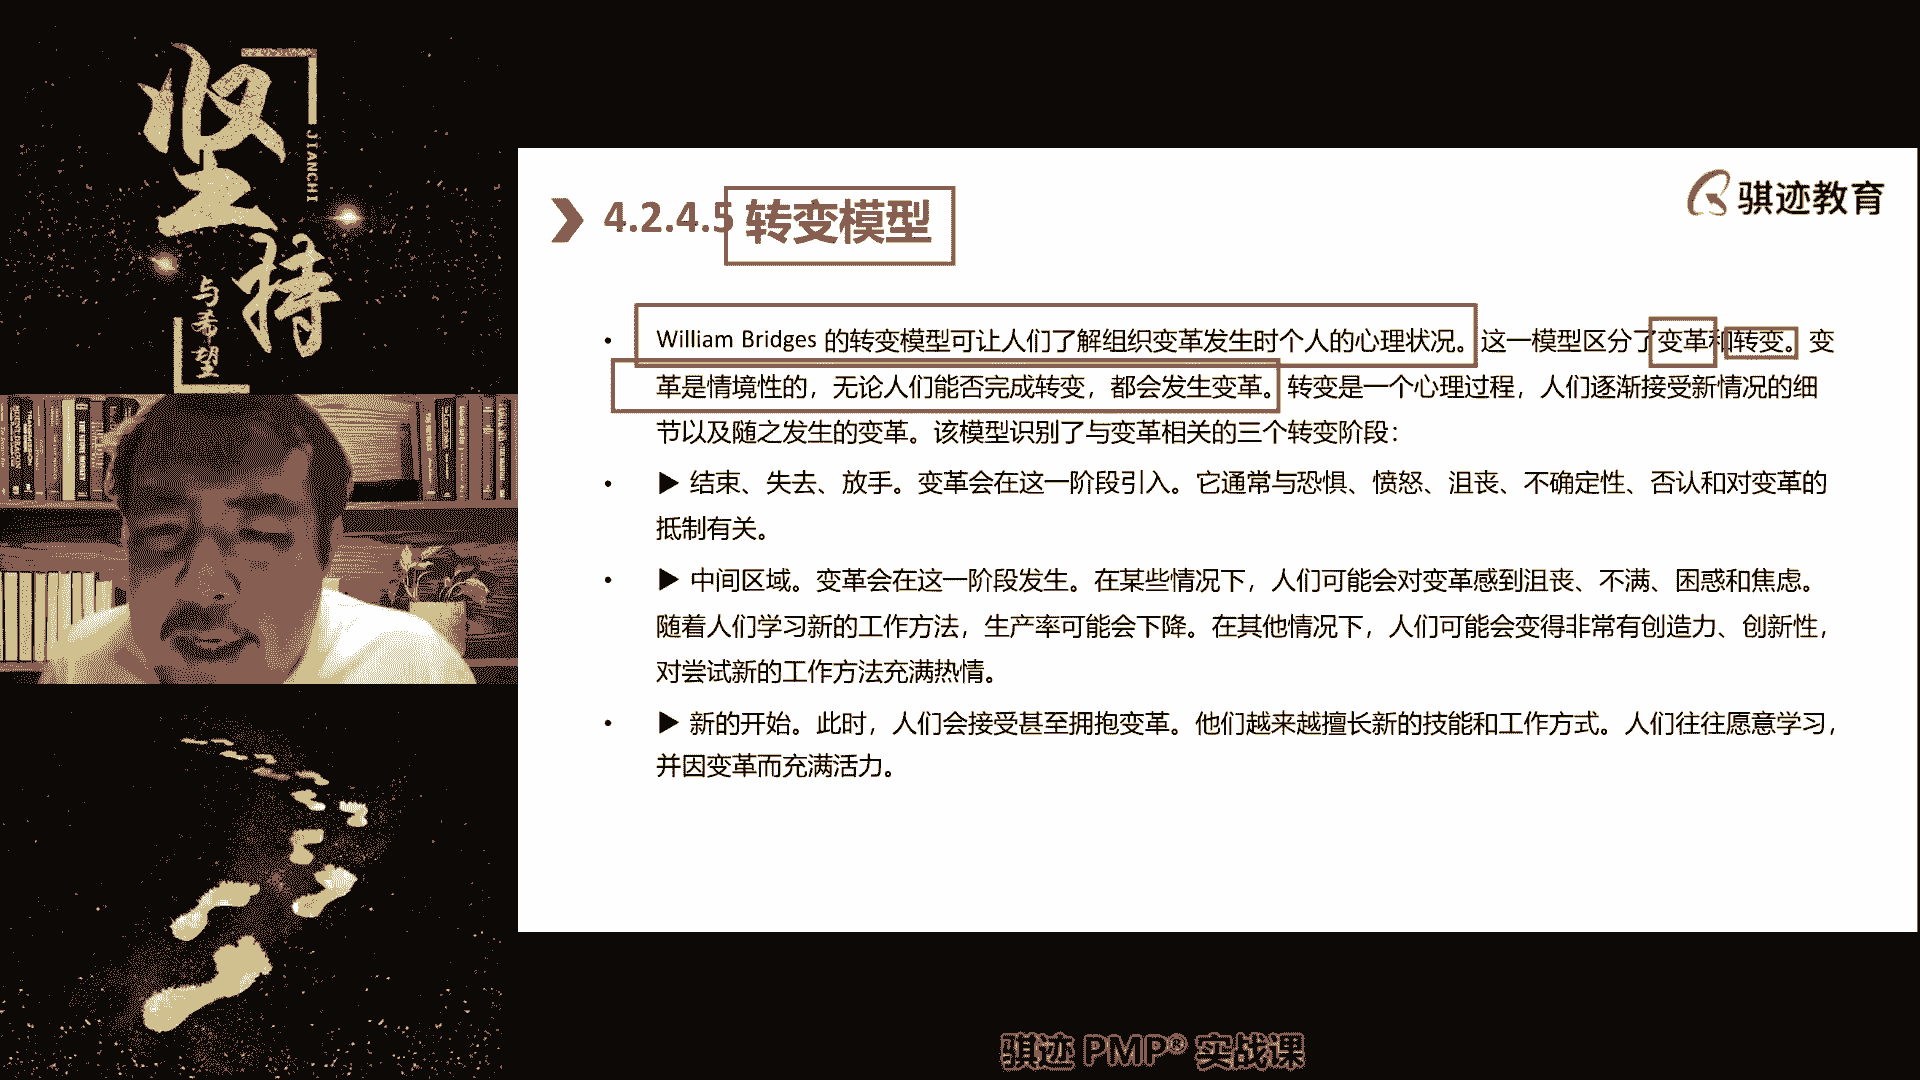 坚持
JIANCHI
与希望
4.2.4.5 转变模型
骐迹教育
• William Bridges 的转变模型可让人们了解组织变革发生时个人的心理状况。这一模型区分了变革和转变。变
革是情境性的，无论人们能否完成转变，都会发生变革。转变是一个心理过程，人们逐渐接受新情况的细
节以及随之发生的变革。该模型识别了与变革相关的三个转变阶段：
• ▶ 结束、失去、放手。变革会在这一阶段引入。它通常与恐惧、愤怒、沮丧、不确定性、否认和对变革的
抵制有关。
• ▶ 中间区域。变革会在这一阶段发生。在某些情况下，人们可能会对变革感到沮丧、不满、困惑和焦虑。
随着人们学习新的工作方法，生产率可能会下降。在其他情况下，人们可能会变得非常有创造力、创新性，
对尝试新的工作方法充满热情。
• ▶ 新的开始。此时，人们会接受甚至拥抱变革。他们越来越擅长新的技能和工作方式。人们往往愿意学习，
并因变革而充满活力。
骐迹 PMP® 实战课